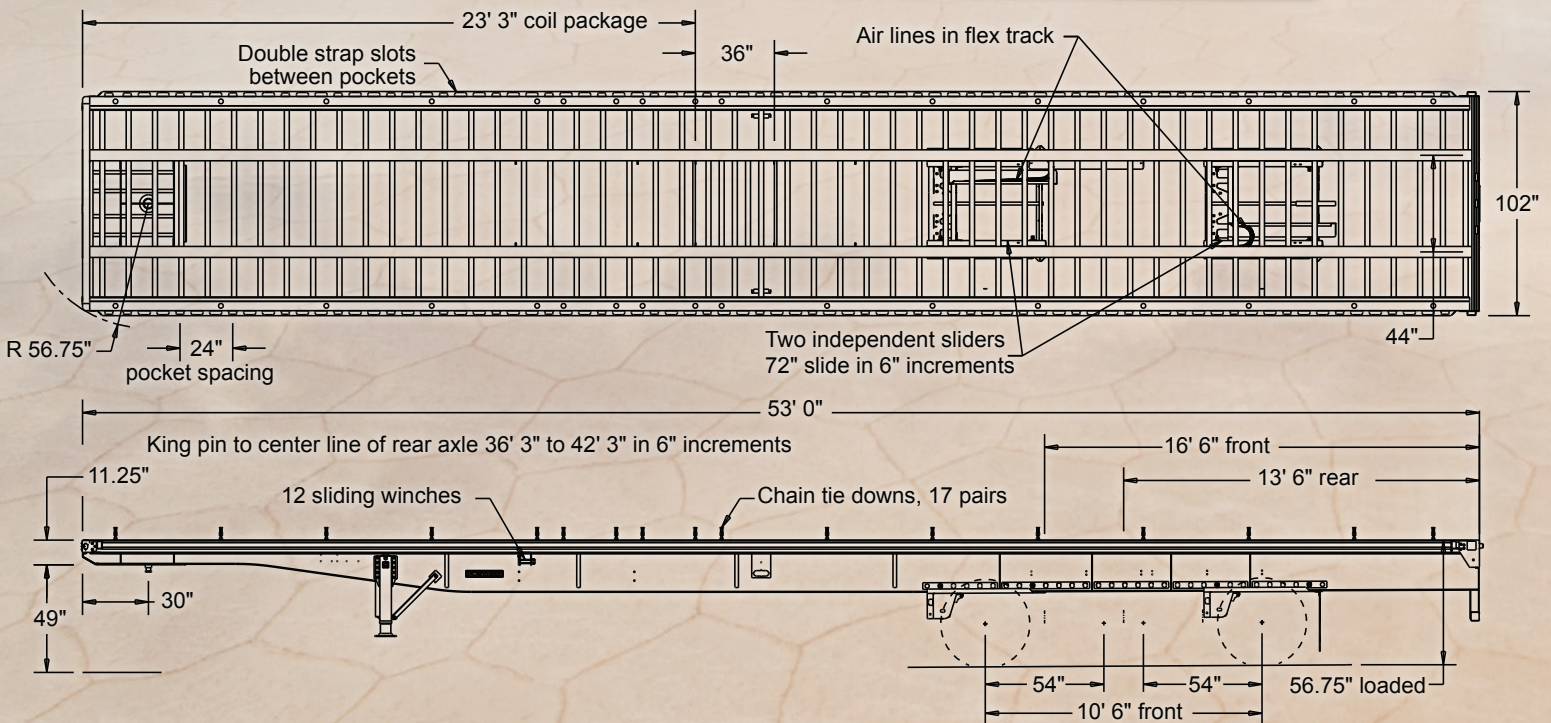 23' 3" coil package
Air lines in flex track
Double strap slots
between pockets
36"
102"
R 56.75"
24"
pocket spacing
Two independent sliders
72" slide in 6" increments
44"
53' 0"
King pin to center line of rear axle 36' 3" to 42' 3" in 6" increments
16' 6" front
11.25"
13' 6" rear
12 sliding winches
Chain tie downs, 17 pairs
30"
49"
54"
54"
56.75" loaded
10' 6" front